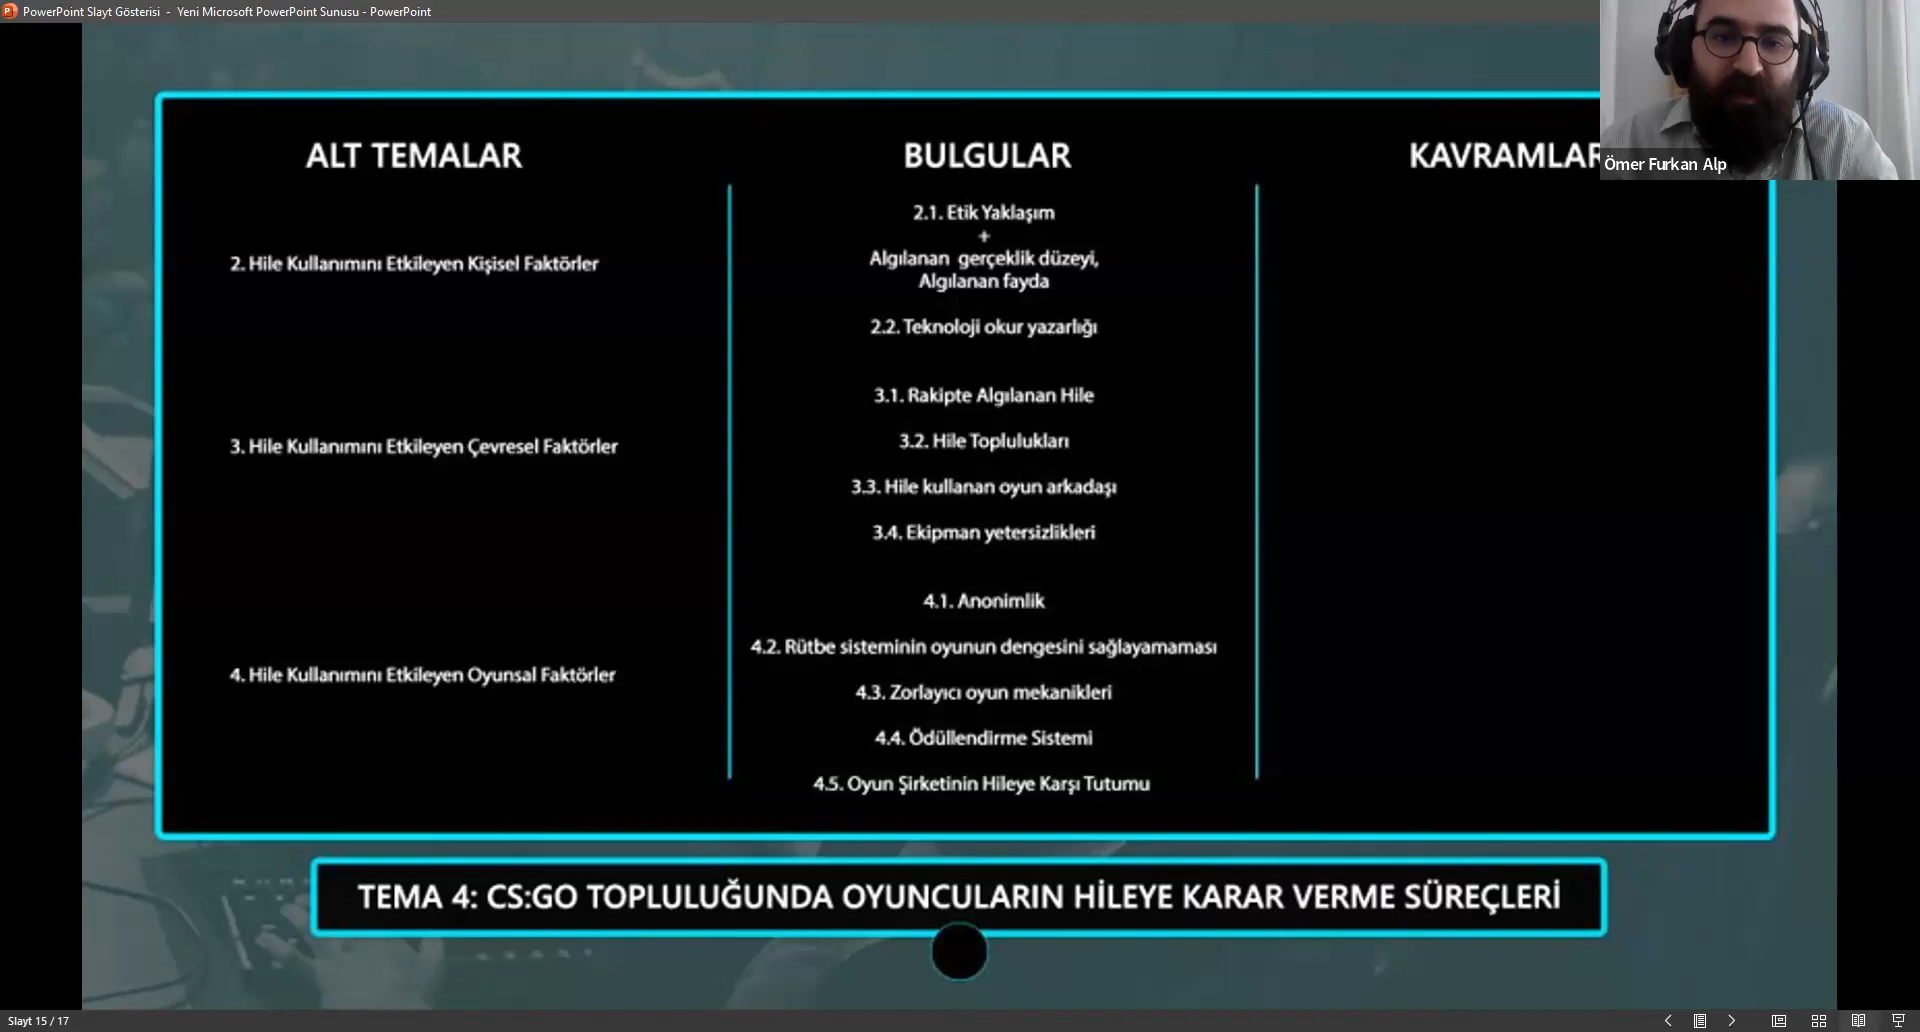 PowerPoint Slayt Gösterisi - Yeni Microsoft PowerPoint Sunusu - PowerPoint
Ömer Furkan Alp
ALT TEMALAR
BULGULAR
KAVRAMLAR
2.1. Etik Yaklaşım
+
2. Hile Kullanımını Etkileyen Kişisel Faktörler
Algılanan gerçeklik düzeyi,
Algılanan fayda
2.2. Teknoloji okur yazarlığı
3.1. Rakipte Algılanan Hile
3.2. Hile Toplulukları
3. Hile Kullanımını Etkileyen Çevresel Faktörler
3.3. Hile kullanan oyun arkadaşı
3.4. Ekipman yetersizlikleri
4.1. Anonimlik
4.2. Rütbe sisteminin oyunun dengesini sağlayamaması
4. Hile Kullanımını Etkileyen Oyunsal Faktörler
4.3. Zorlayıcı oyun mekanikleri
4.4. Ödüllendirme Sistemi
4.5. Oyun Şirketinin Hileye Karşı Tutumu
TEMA 4: CS:GO TOPLULUĞUNDA OYUNCULARIN HİLEYE KARAR VERME SÜREÇLERİ
Slayt 15 / 17